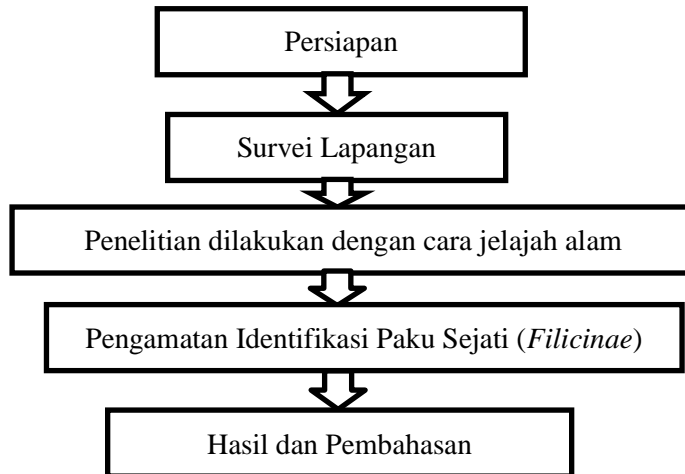 Persiapan
Survei Lapangan
Penelitian dilakukan dengan cara jelajah alam
Pengamatan Identifikasi Paku Sejati (Filicinae)
Hasil dan Pembahasan